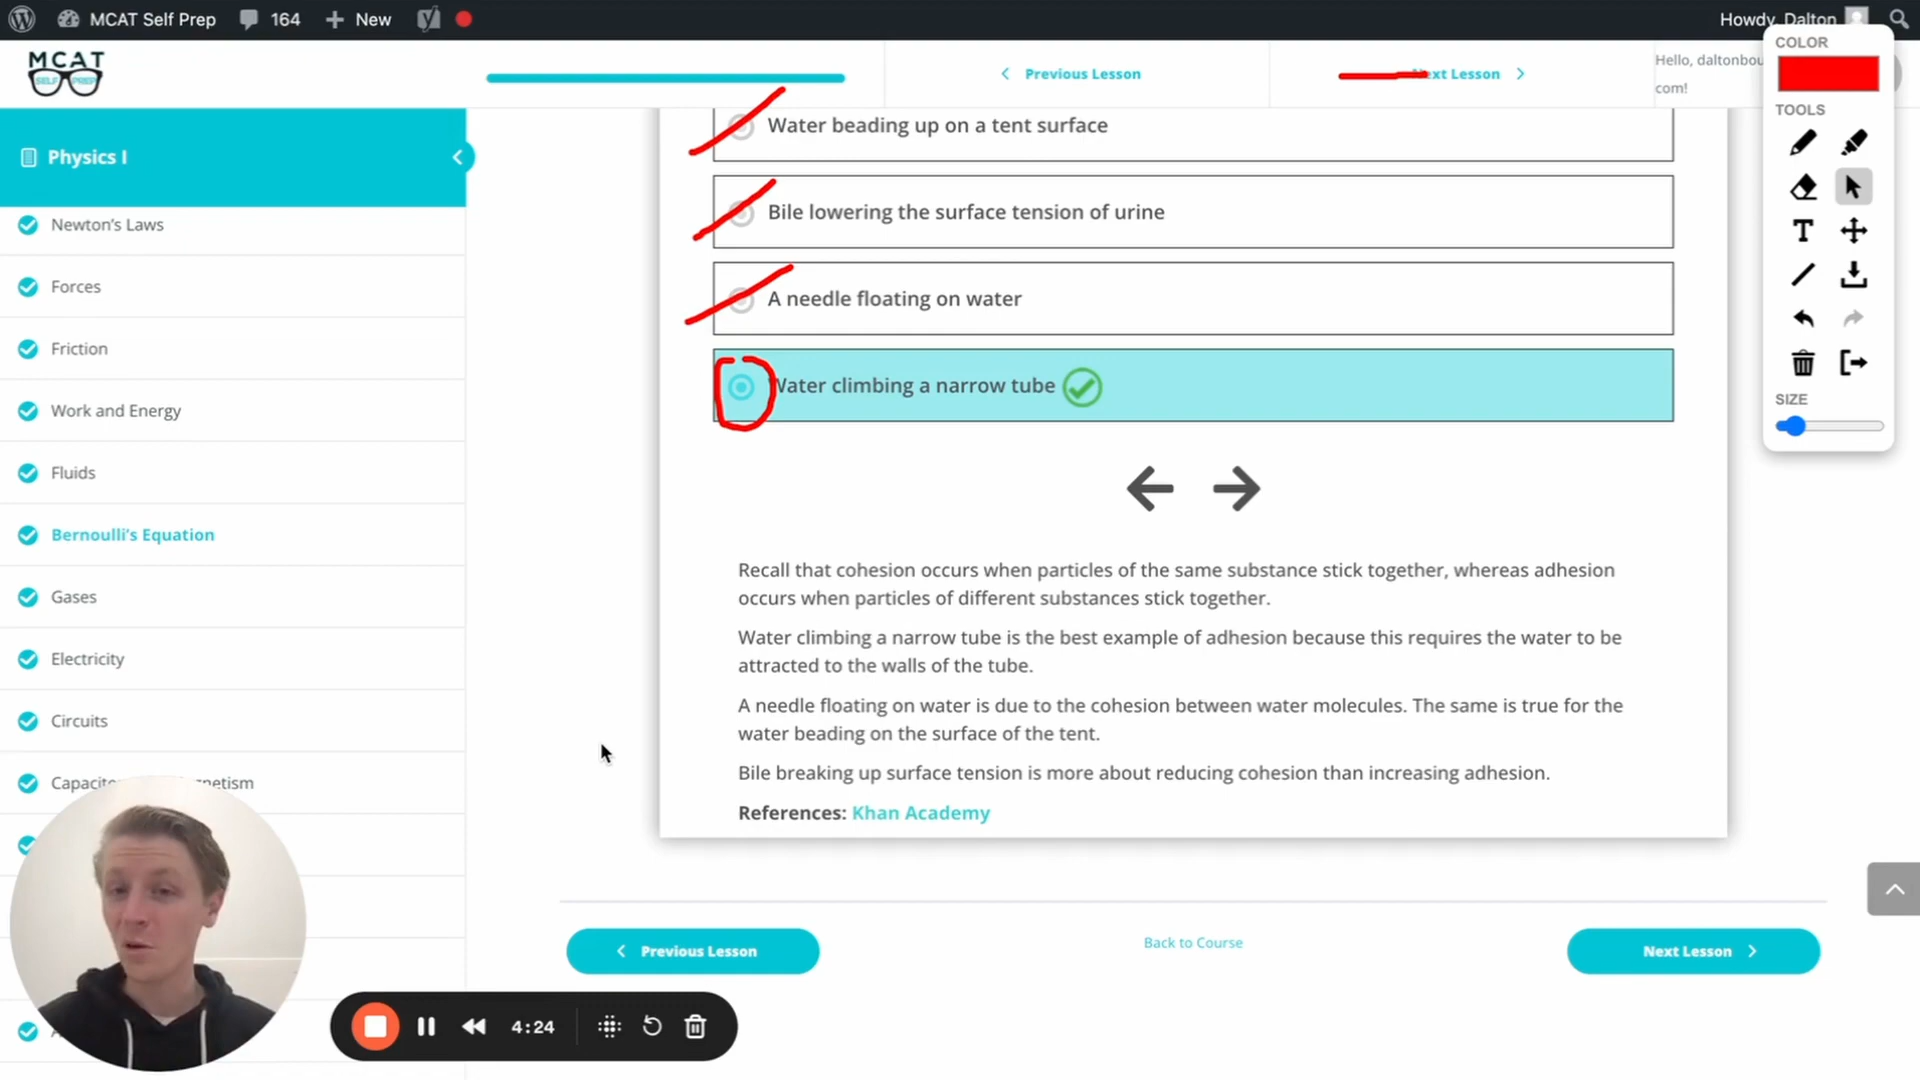 MCAT Self Prep
164
New
Howdy, Dalton
MCAT
SELF PREP
Previous Lesson
Next Lesson
Hello, daltonbou
com!
COLOR
TOOLS
SIZE
Physics I
Newton's Laws
Forces
Friction
Work and Energy
Fluids
Bernoulli's Equation
Gases
Electricity
Circuits
Water beading up on a tent surface
Bile lowering the surface tension of urine
A needle floating on water
Water climbing a narrow tube
Recall that cohesion occurs when particles of the same substance stick together, whereas adhesion
occurs when particles of different substances stick together.
Water climbing a narrow tube is the best example of adhesion because this requires the water to be
attracted to the walls of the tube.
A needle floating on water is due to the cohesion between water molecules. The same is true for the
water beading on the surface of the tent.
Bile breaking up surface tension is more about reducing cohesion than increasing adhesion.
References: Khan Academy
Previous Lesson
Back to Course
Next Lesson
4:24